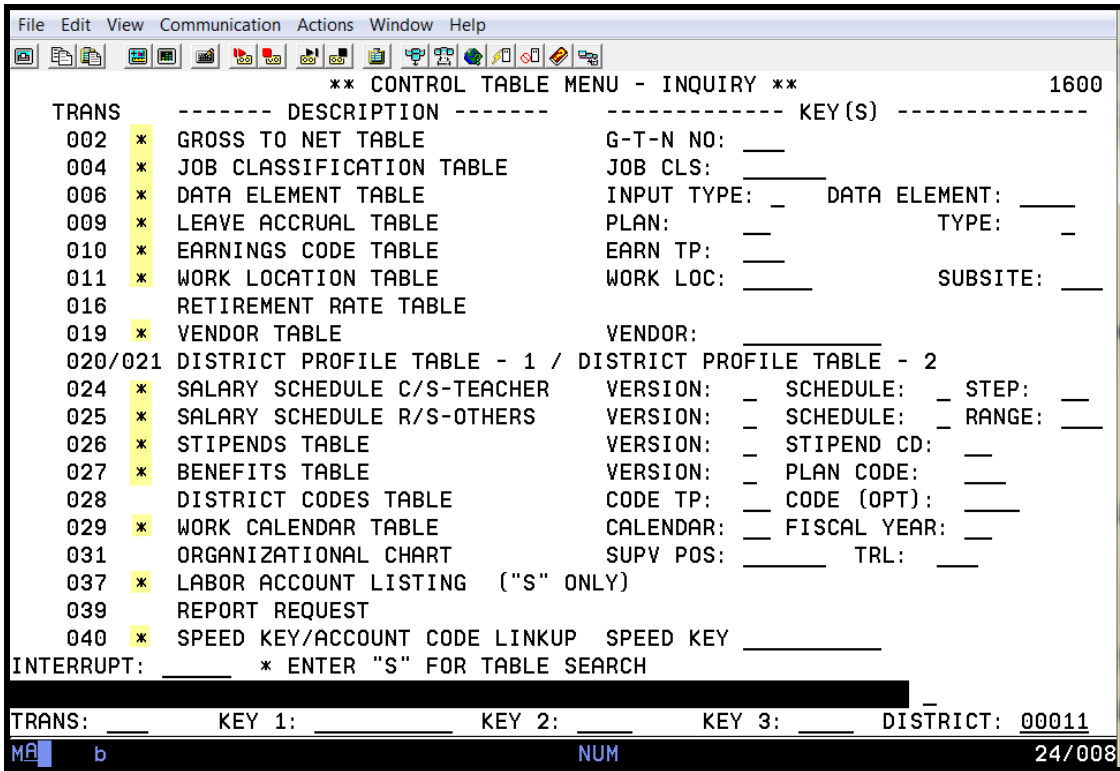 File Edit View Communication Actions Window Help
** CONTROL TABLE MENU - INQUIRY ** 1600
TRANS ------- DESCRIPTION ------- ------------- KEY(S) --------------
002 * GROSS TO NET TABLE G-T-N NO: ___
004 * JOB CLASSIFICATION TABLE JOB CLS: ______
006 * DATA ELEMENT TABLE INPUT TYPE: _ DATA ELEMENT: ____
009 * LEAVE ACCRUAL TABLE PLAN: __ TYPE: _
010 * EARNINGS CODE TABLE EARN TP: ___
011 * WORK LOCATION TABLE WORK LOC: _____ SUBSITE: ___
016 RETIREMENT RATE TABLE
019 * VENDOR TABLE VENDOR: __________
020/021 DISTRICT PROFILE TABLE - 1 / DISTRICT PROFILE TABLE - 2
024 * SALARY SCHEDULE C/S-TEACHER VERSION: _ SCHEDULE: _ STEP: __
025 * SALARY SCHEDULE R/S-OTHERS VERSION: _ SCHEDULE: _ RANGE: ___
026 * STIPENDS TABLE VERSION: _ STIPEND CD: __
027 * BENEFITS TABLE VERSION: _ PLAN CODE: ___
028 DISTRICT CODES TABLE CODE TP: __ CODE (OPT): ____
029 * WORK CALENDAR TABLE CALENDAR: __ FISCAL YEAR: __
031 ORGANIZATIONAL CHART SUPV POS: ______ TRL: ___
037 * LABOR ACCOUNT LISTING ("S" ONLY)
039 REPORT REQUEST
040 * SPEED KEY/ACCOUNT CODE LINKUP SPEED KEY __________
INTERRUPT: _____ * ENTER "S" FOR TABLE SEARCH
_
TRANS: ___ KEY 1: __________ KEY 2: ____ KEY 3: ____ DISTRICT: 00011
MA b NUM 24/008